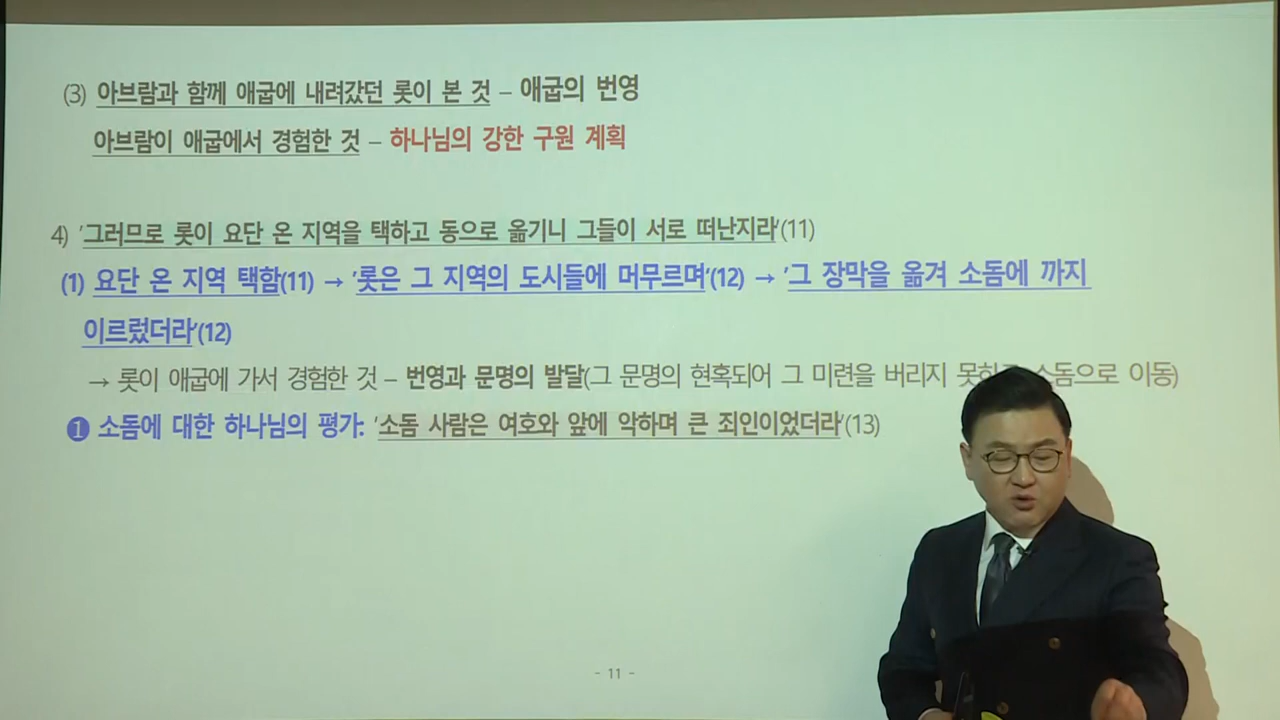 (3) 아브람과 함께 애굽에 내려갔던 롯이 본 것 – 애굽의 번영
아브람이 애굽에서 경험한 것 – 하나님의 강한 구원 계획
4) '그러므로 롯이 요단 온 지역을 택하고 동으로 옮기니 그들이 서로 떠난지라'(11)
(1) 요단 온 지역 택함(11) → '롯은 그 지역의 도시들에 머무르며'(12) → '그 장막을 옮겨 소돔에 까지
이르렀더라'(12)
→ 롯이 애굽에 가서 경험한 것 – 번영과 문명의 발달(그 문명의 현혹되어 그 미련을 버리지 소돔으로 이동)
❶ 소돔에 대한 하나님의 평가: '소돔 사람은 여호와 앞에 악하며 큰 죄인이었더라'(13)
- 11 -